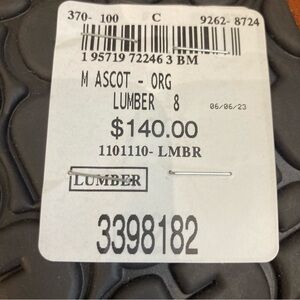 370- 100 C 9262- 8724
1 95719 72246 3 BM
M ASCOT - ORG
LUMBER 8 06/06/23
$140.00
1101110- LMBR
LUMBER
3398182